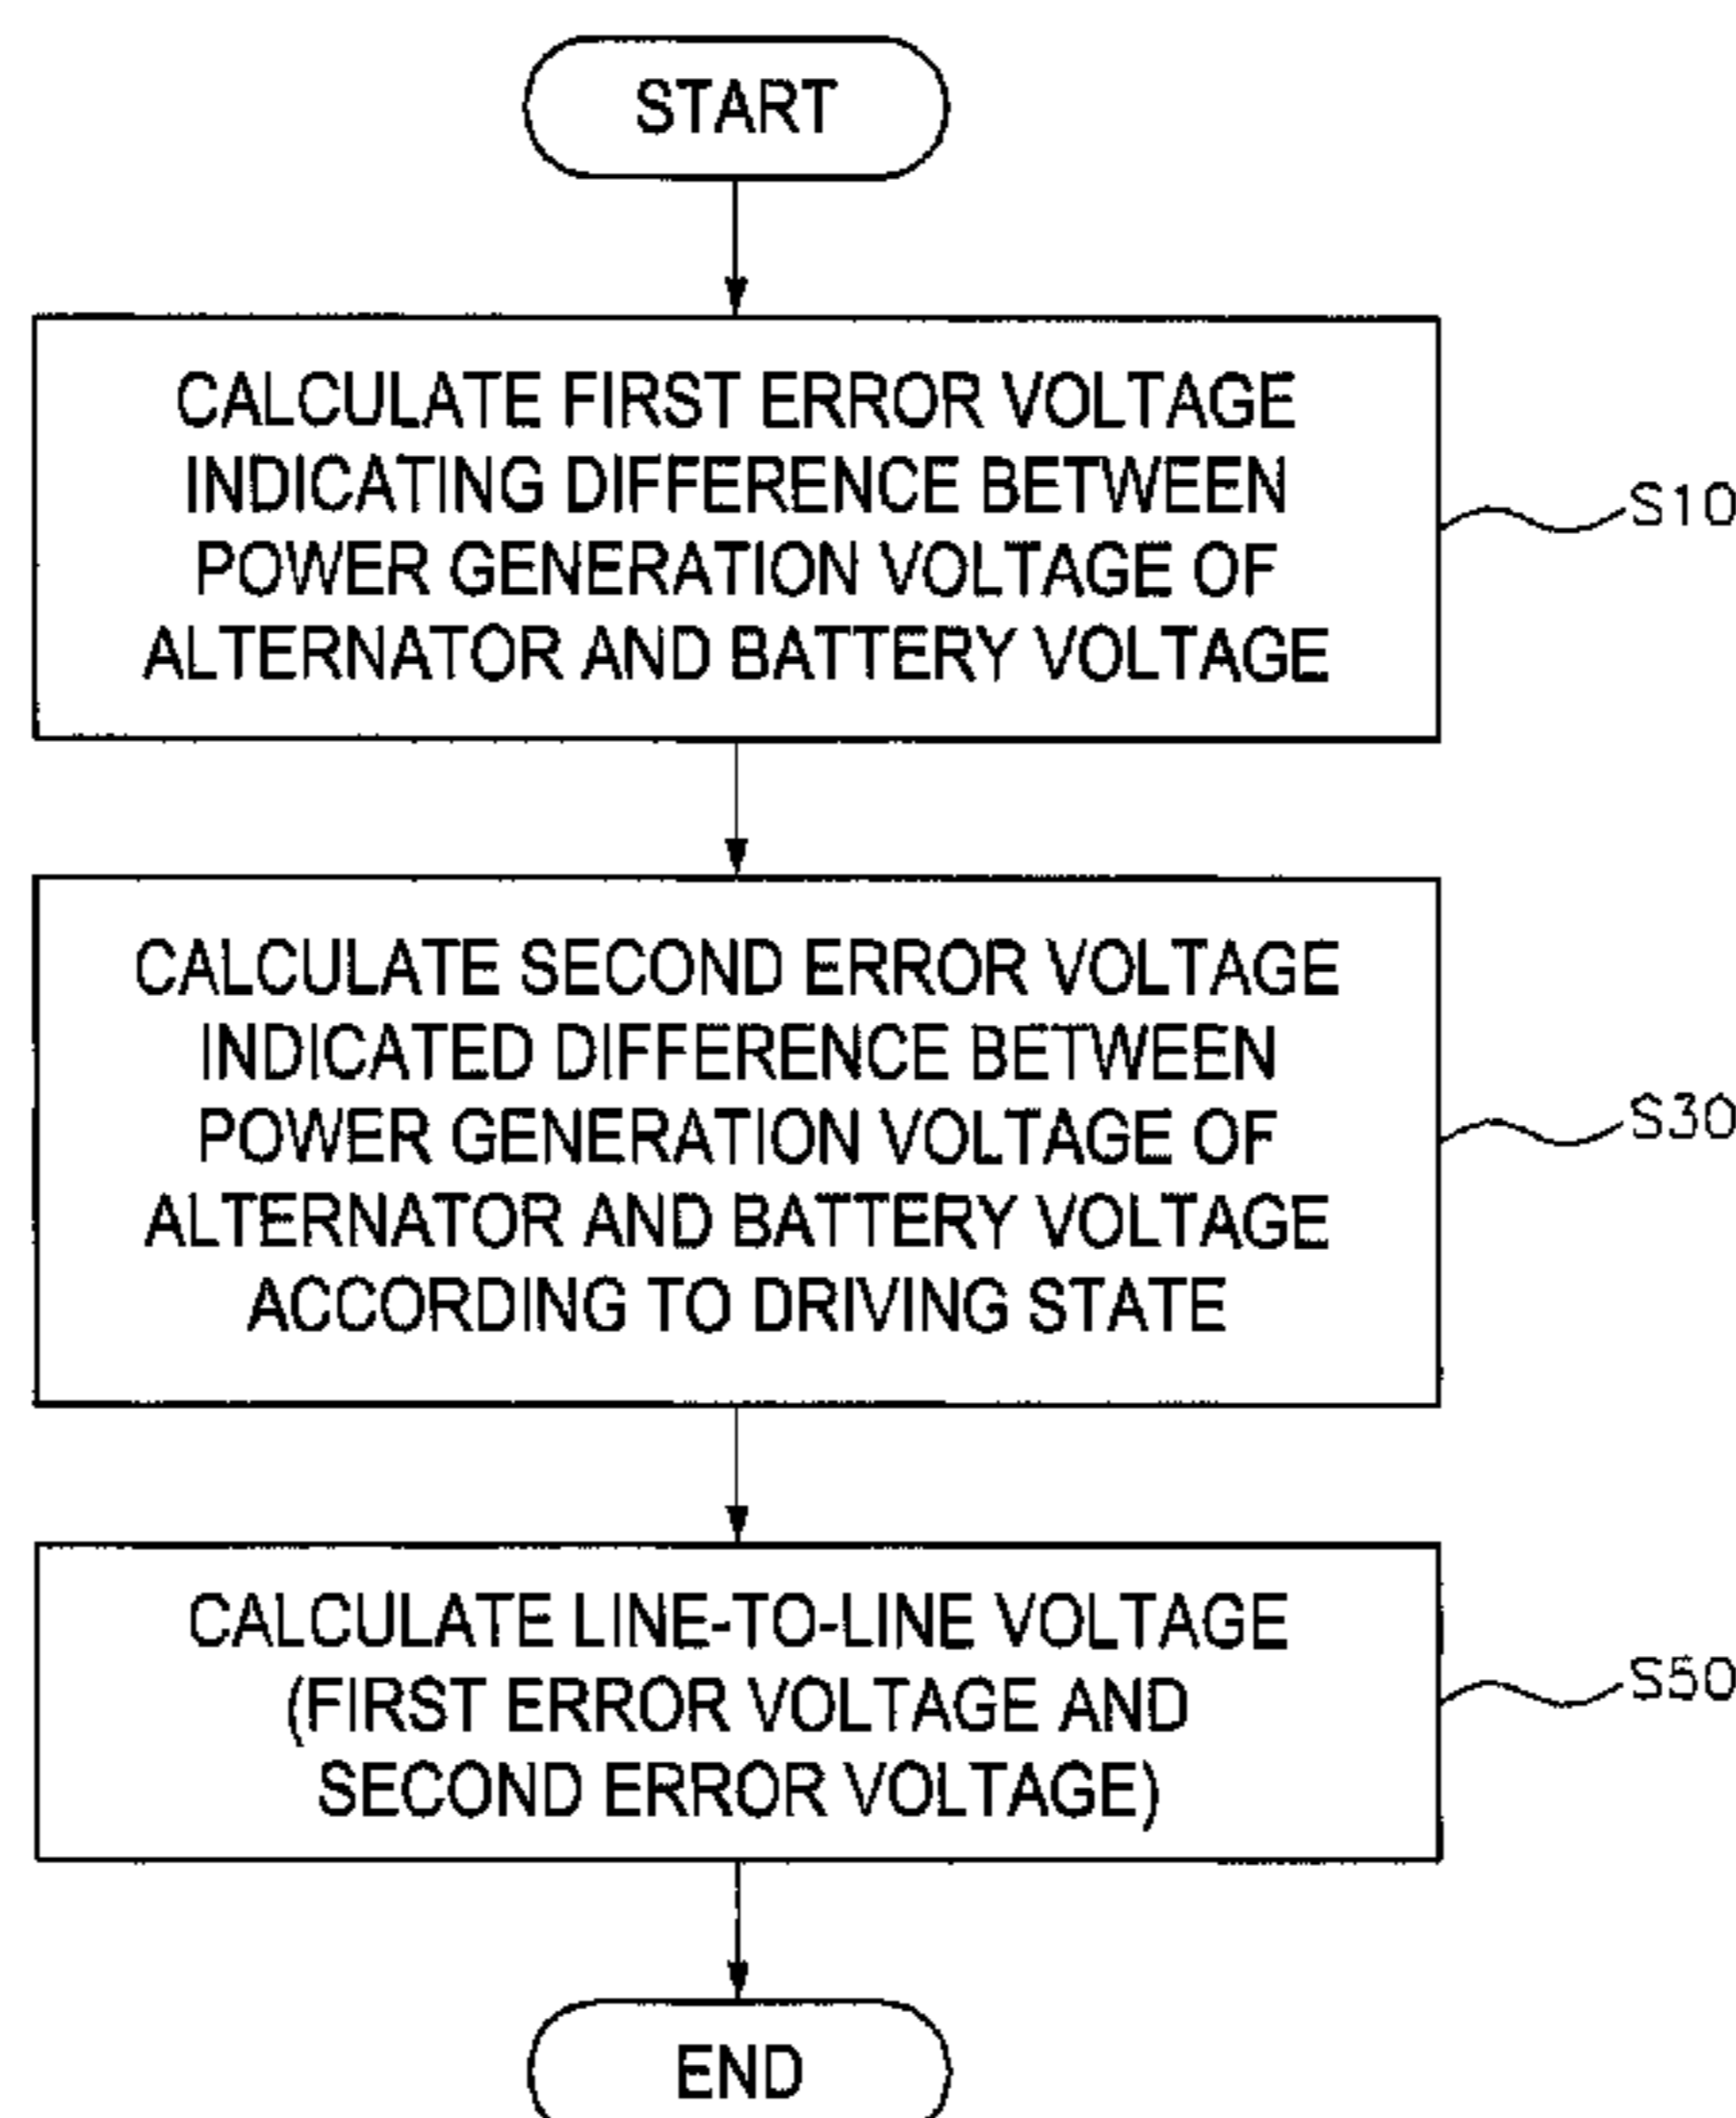 START
CALCULATE FIRST ERROR VOLTAGE
INDICATING DIFFERENCE BETWEEN
POWER GENERATION VOLTAGE OF
ALTERNATOR AND BATTERY VOLTAGE
S10
CALCULATE SECOND ERROR VOLTAGE
INDICATED DIFFERENCE BETWEEN
POWER GENERATION VOLTAGE OF
ALTERNATOR AND BATTERY VOLTAGE
ACCORDING TO DRIVING STATE
S30
CALCULATE LINE-TO-LINE VOLTAGE
(FIRST ERROR VOLTAGE AND
SECOND ERROR VOLTAGE)
S50
END